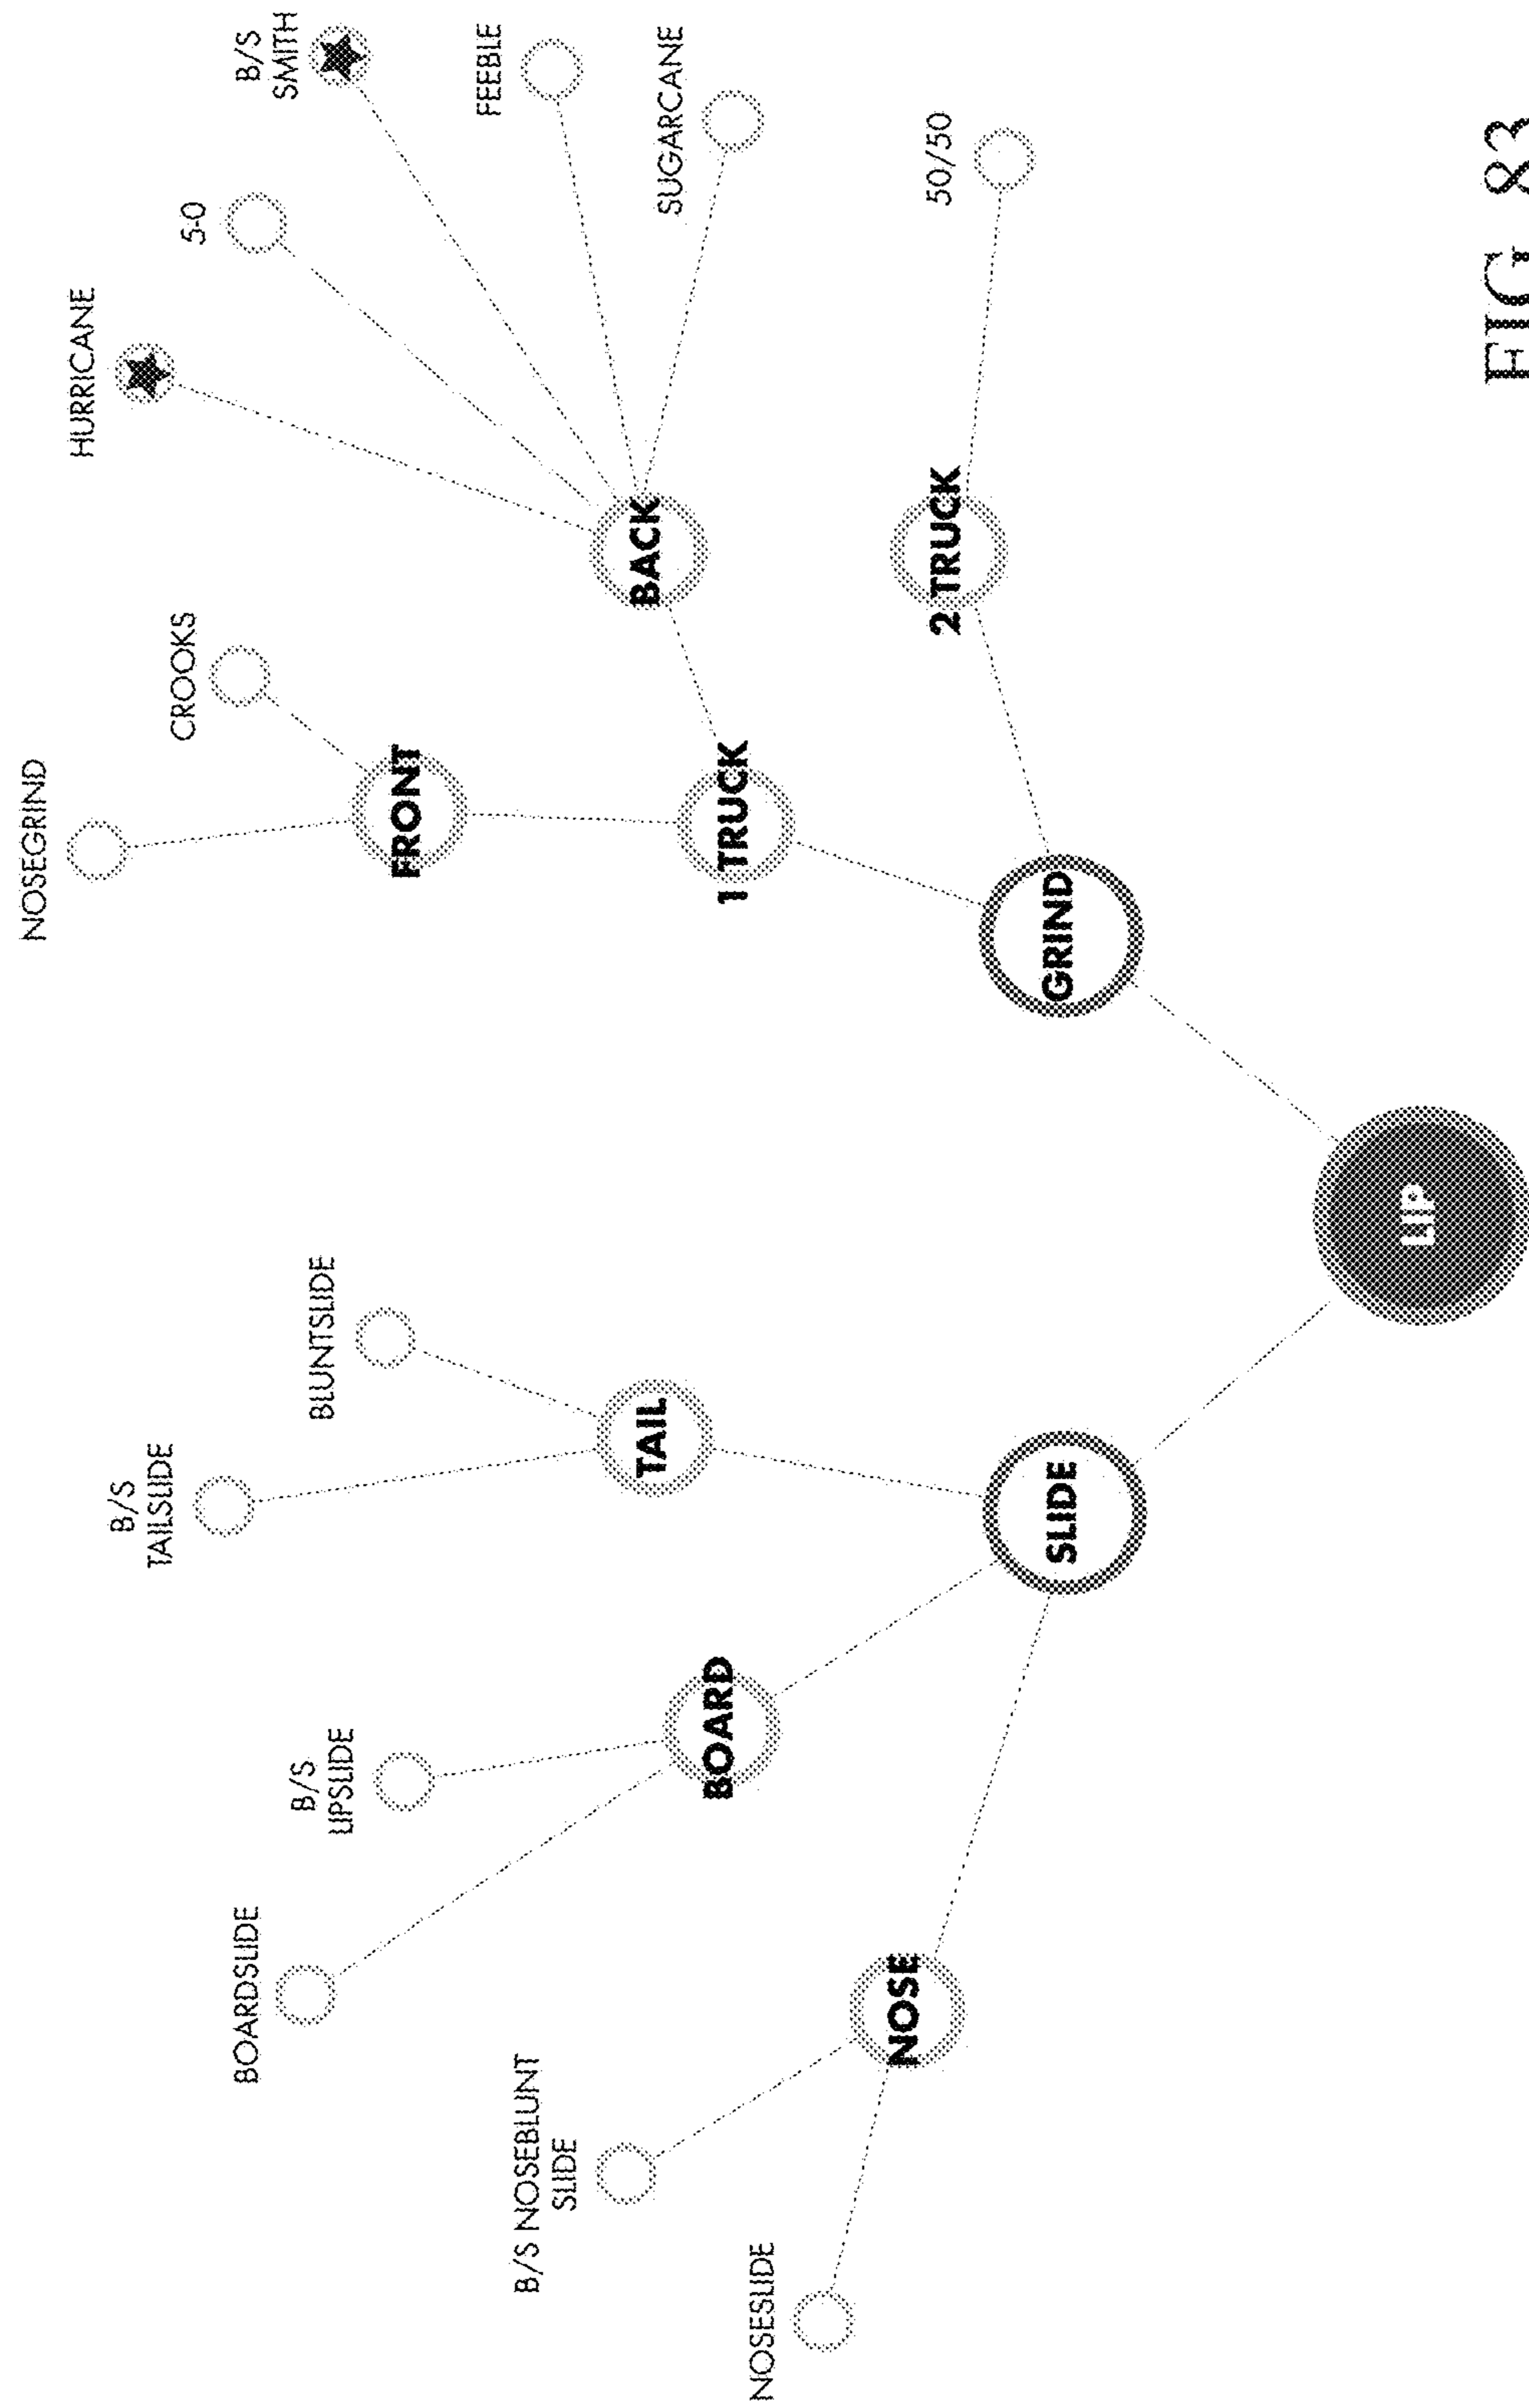 NOSEGRIND
HURRICANE
B/S
TAILSLIDE
CROOKS
5-0
BOARDSLIDE
B/S
SMITH
B/S
LIPSLIDE
BLUNTSLIDE
FRONT
FEEBLE
B/S NOSEBLUNT
SLIDE
TAIL
BACK
SUGARCANE
BOARD
1 TRUCK
NOSESLIDE
NOSE
50/50
2 TRUCK
SLIDE
GRIND
LIP
FIG 83